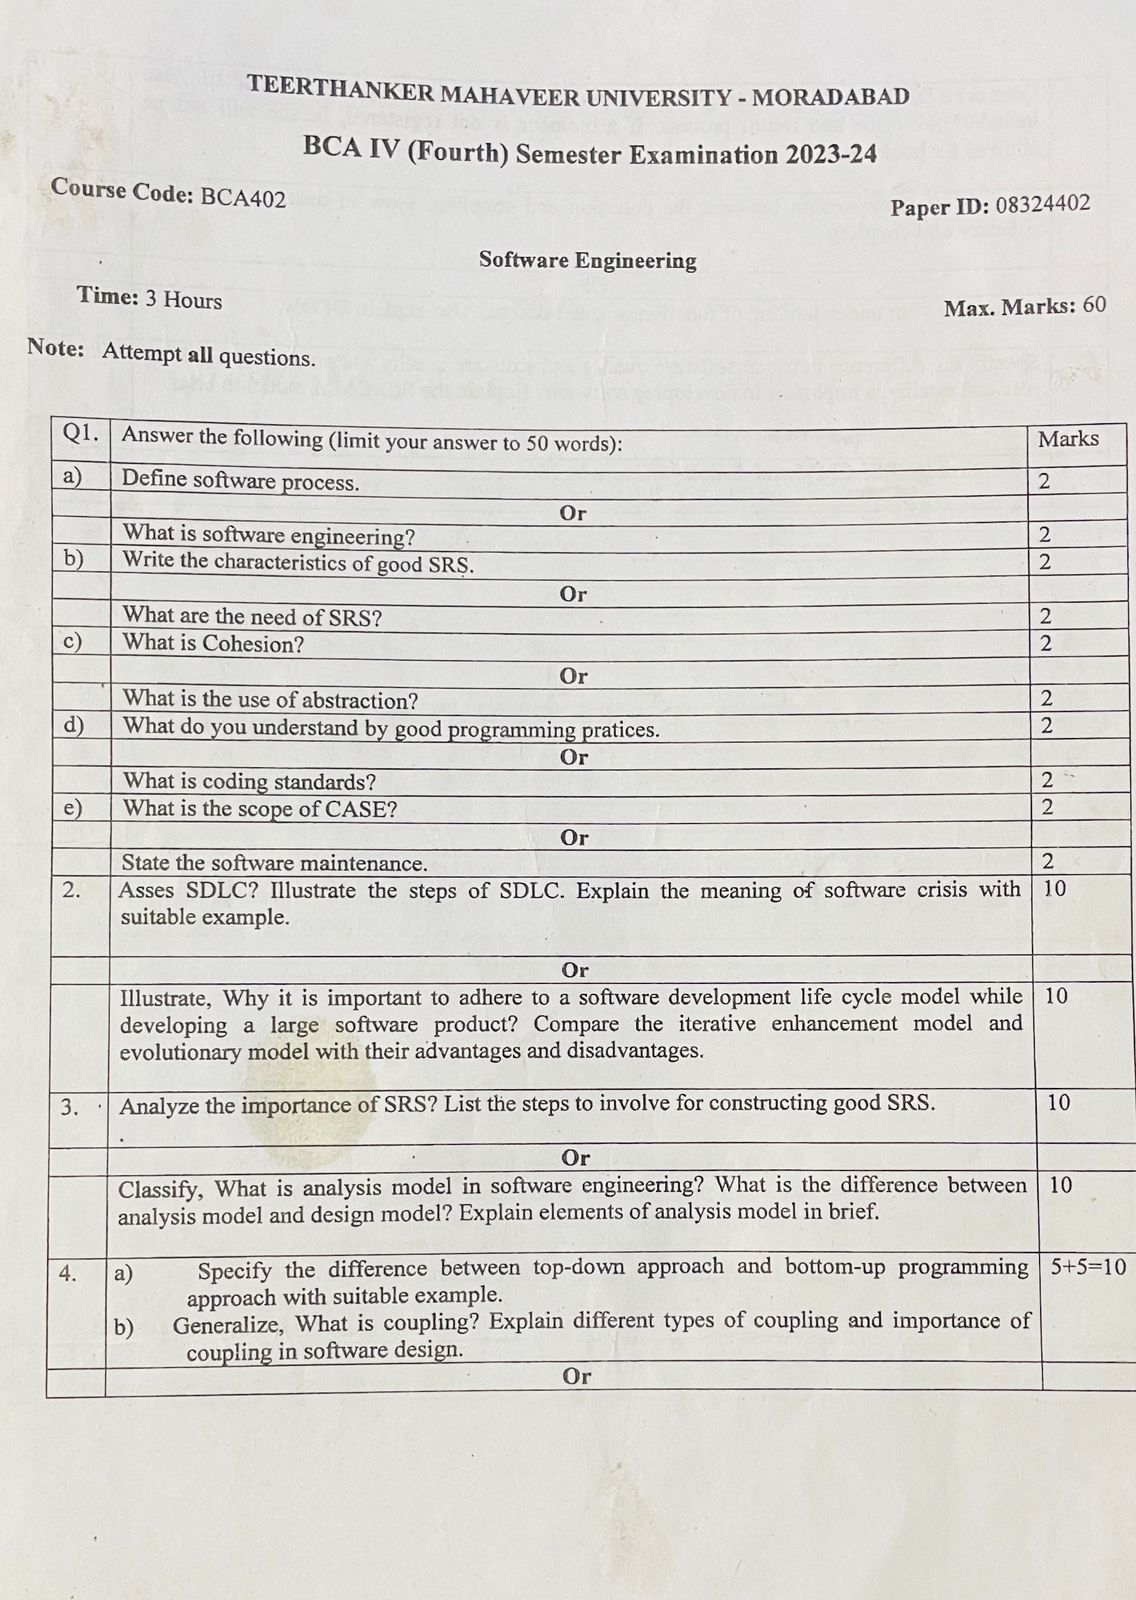 TEERTHANKER MAHAVEER UNIVERSITY - MORADABAD
BCA IV (Fourth) Semester Examination 2023-24
Course Code: BCA402
Paper ID: 08324402
Software Engineering
Time: 3 Hours
Max. Marks: 60
Note: Attempt all questions.
Q1. Answer the following (limit your answer to 50 words): Marks
a) Define software process. 2
Or
What is software engineering? 2
b) Write the characteristics of good SRS. 2
Or
What are the need of SRS? 2
c) What is Cohesion? 2
Or
What is the use of abstraction? 2
d) What do you understand by good programming pratices. 2
Or
What is coding standards? 2
e) What is the scope of CASE? 2
Or
State the software maintenance. 2
2. Asses SDLC? Illustrate the steps of SDLC. Explain the meaning of software crisis with 10
suitable example.
Or
Illustrate, Why it is important to adhere to a software development life cycle model while 10
developing a large software product? Compare the iterative enhancement model and
evolutionary model with their advantages and disadvantages.
3. Analyze the importance of SRS? List the steps to involve for constructing good SRS. 10
Or
Classify, What is analysis model in software engineering? What is the difference between 10
analysis model and design model? Explain elements of analysis model in brief.
4. a) Specify the difference between top-down approach and bottom-up programming 5+5=10
approach with suitable example.
b) Generalize, What is coupling? Explain different types of coupling and importance of
coupling in software design.
Or